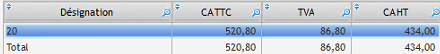 Désignation CATTC TVA CAHT
20 520,80 86,80 434,00
Total 520,80 86,80 434,00